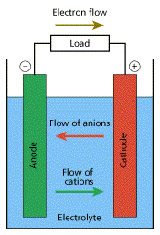 Electron flow
Load
−
+
Flow of anions
Anode
Cathode
Flow of
cations
Electrolyte